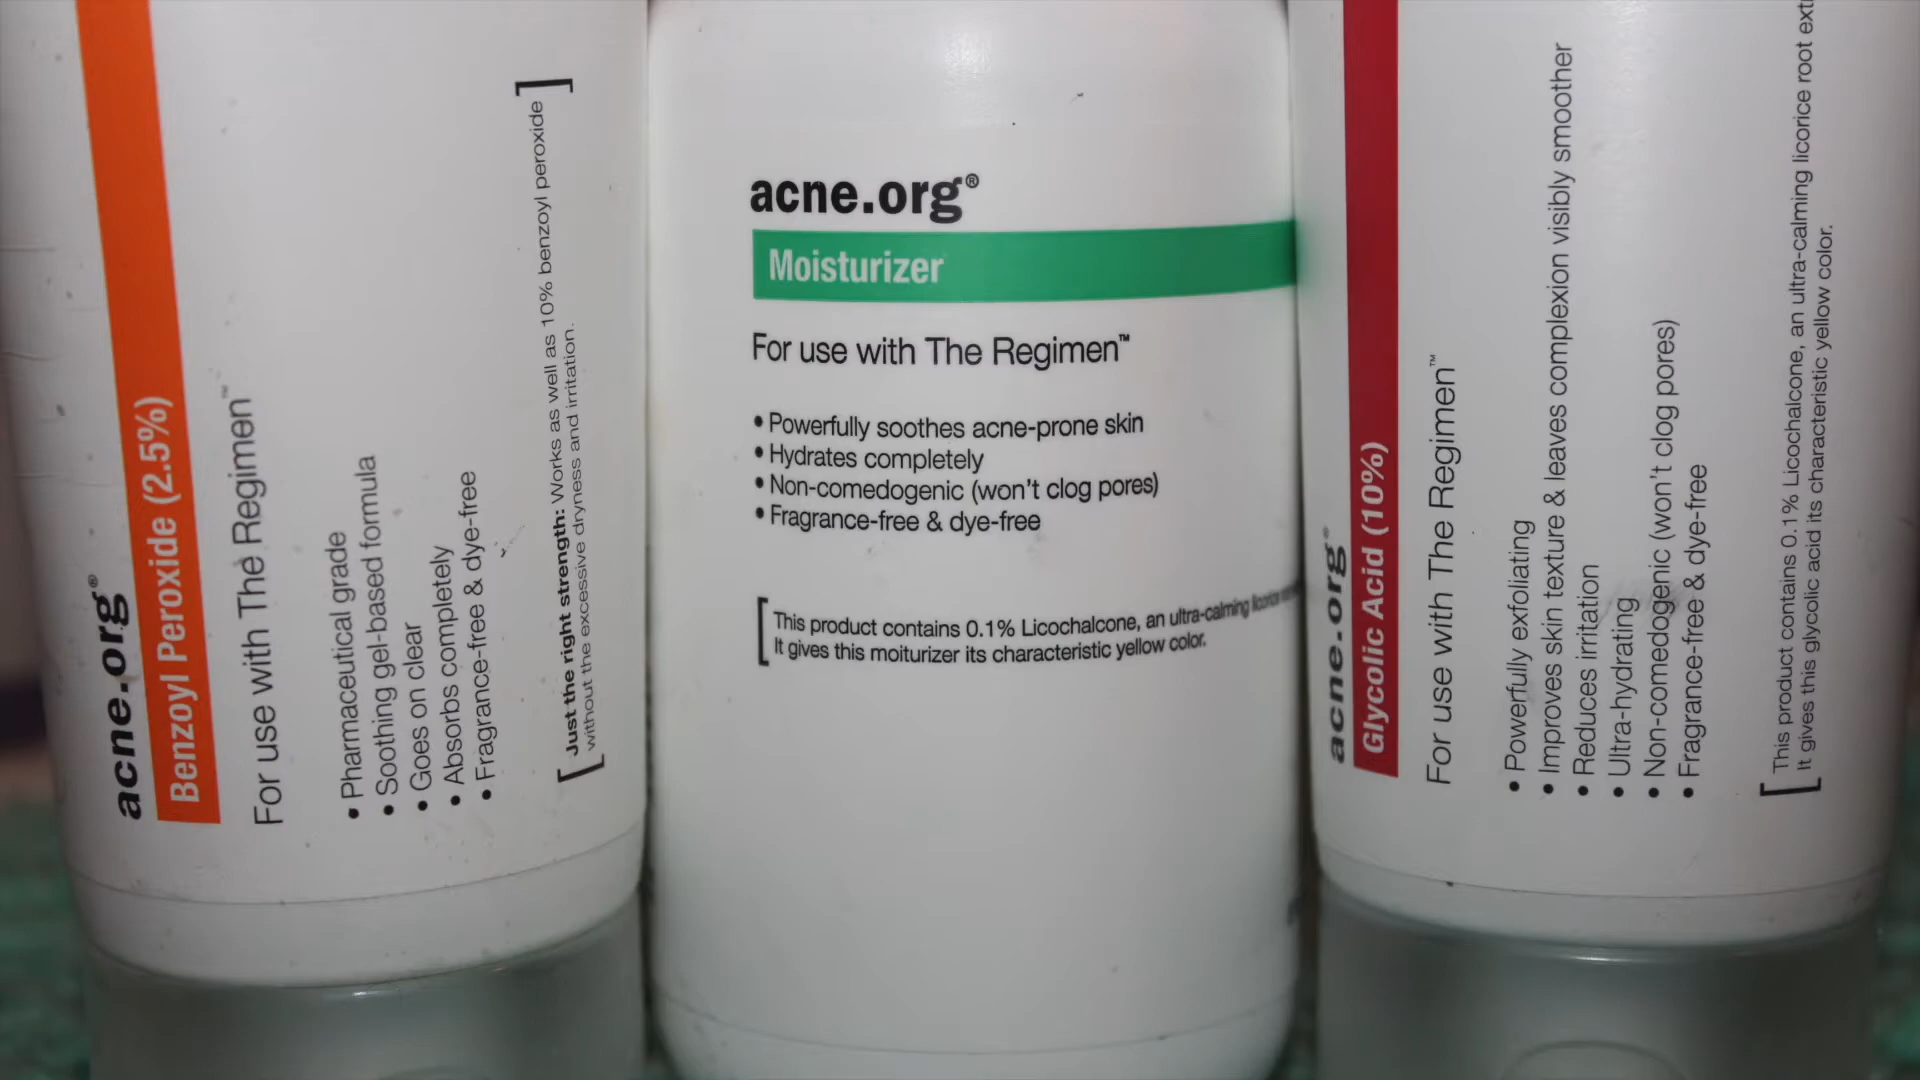 acne.org®
Benzoyl Peroxide (2.5%)
For use with The Regimen™
• Pharmaceutical grade
• Soothing gel-based formula
• Goes on clear
• Absorbs completely
• Fragrance-free & dye-free
[ Just the right strength: Works as well as 10% benzoyl peroxide ]
without the excessive dryness and irritation.
acne.org®
Moisturizer
For use with The Regimen™
• Powerfully soothes acne-prone skin
• Hydrates completely
• Non-comedogenic (won't clog pores)
• Fragrance-free & dye-free
[ This product contains 0.1% Licochalcone, an ultra-calming licorice
It gives this moiturizer its characteristic yellow color.
acne.org®
Glycolic Acid (10%)
For use with The Regimen™
• Powerfully exfoliating
• Improves skin texture & leaves complexion visibly smoother
• Reduces irritation
• Ultra-hydrating
• Non-comedogenic (won't clog pores)
• Fragrance-free & dye-free
[ This product contains 0.1% Licochalcone, an ultra-calming licorice root ext
It gives this glycolic acid its characteristic yellow color.